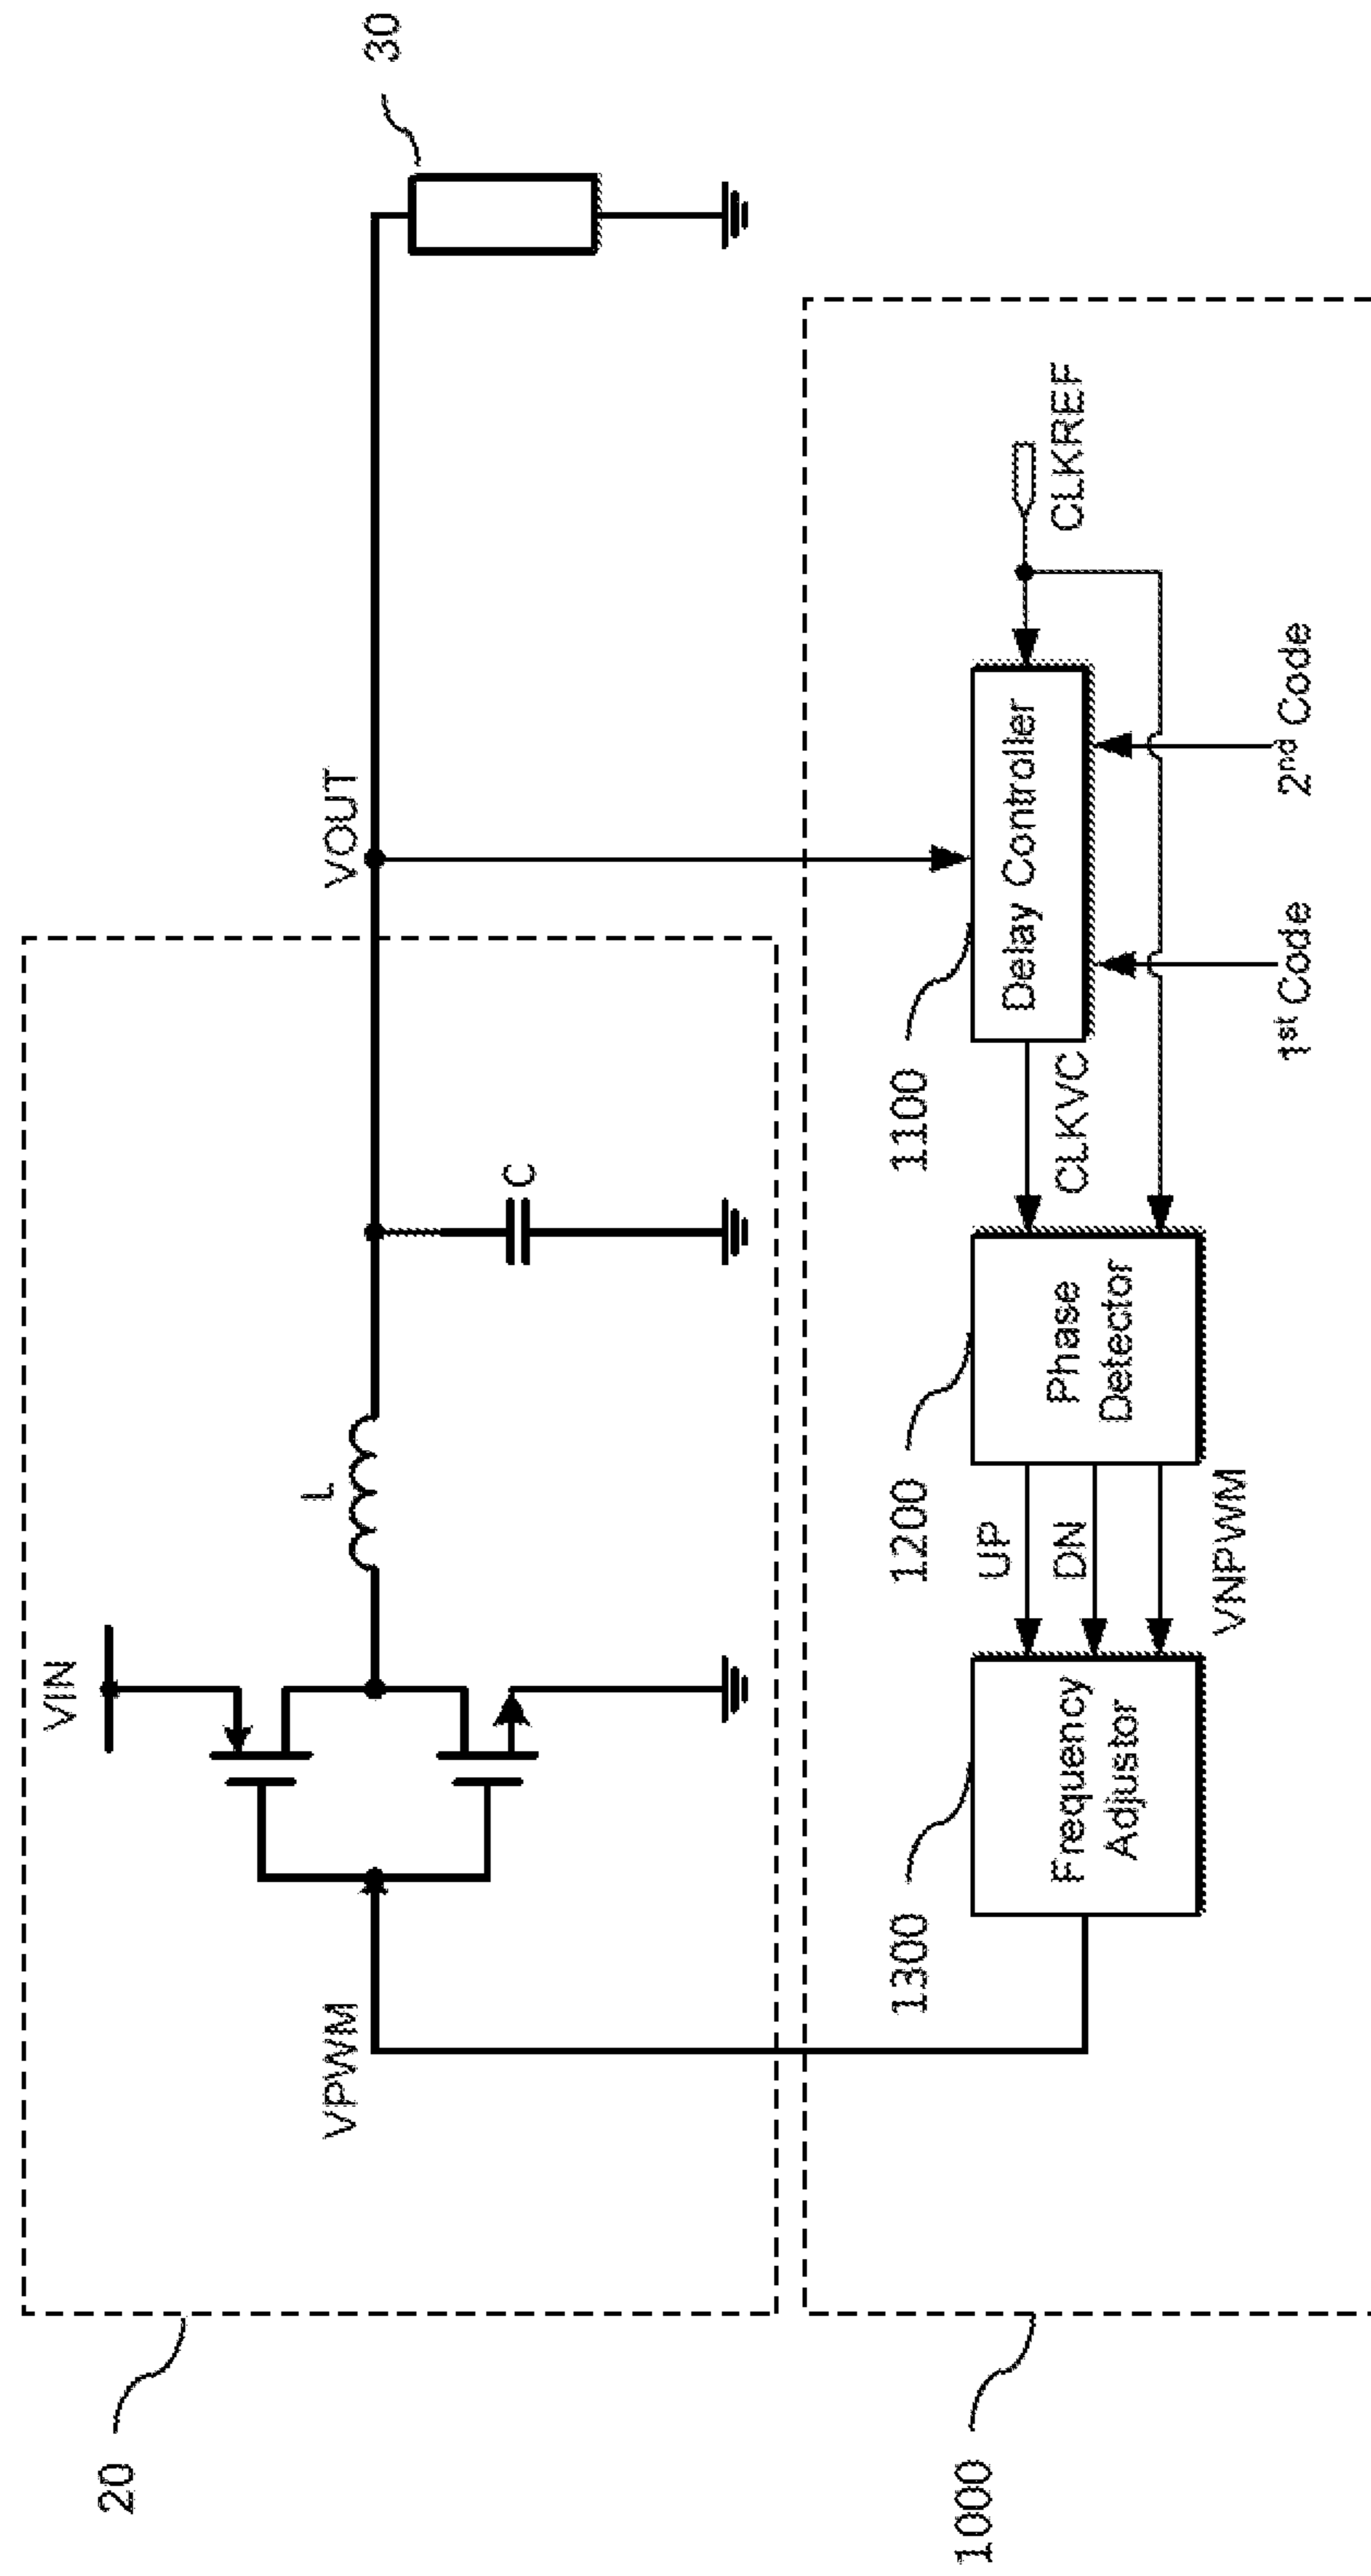 20
VIN
L
C
VPWM
VOUT
30
1000
1300
Frequency
Adjustor
UP
DN
VNPWM
1200
Phase
Detector
CLKVC
1100
Delay Controller
CLKREF
1st Code
2nd Code